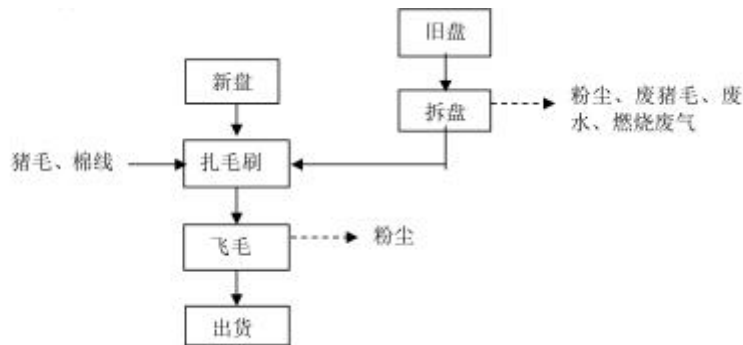 旧盘
新盘
拆盘
粉尘、废猪毛、废
水、燃烧废气
猪毛、棉线
扎毛刷
飞毛
粉尘
出货